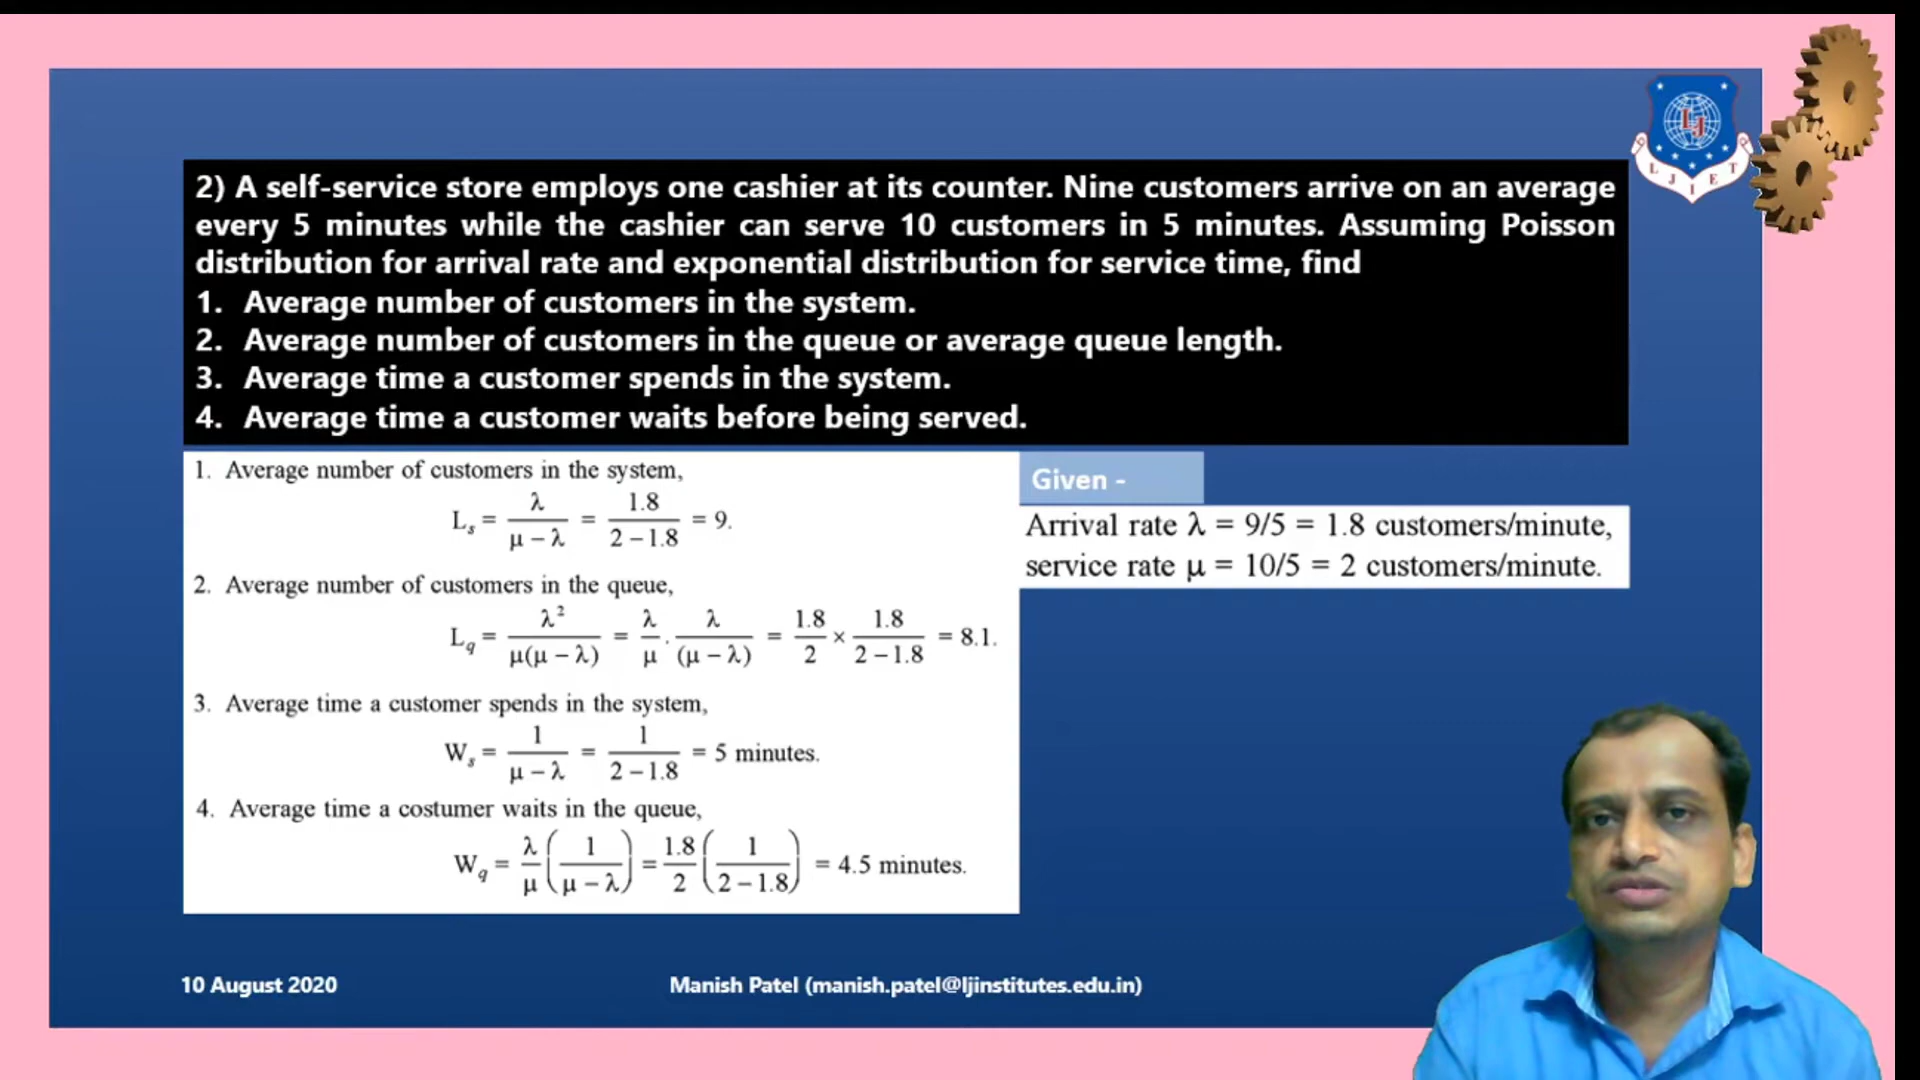 2) A self-service store employs one cashier at its counter. Nine customers arrive on an average
every 5 minutes while the cashier can serve 10 customers in 5 minutes. Assuming Poisson
distribution for arrival rate and exponential distribution for service time, find
1. Average number of customers in the system.
2. Average number of customers in the queue or average queue length.
3. Average time a customer spends in the system.
4. Average time a customer waits before being served.
LJ
L J I E T
1. Average number of customers in the system,
L_s = λ/(μ − λ) = 1.8/(2 − 1.8) = 9.
2. Average number of customers in the queue,
L_q = λ²/μ(μ − λ) = λ/μ · λ/(μ − λ) = 1.8/2 × 1.8/(2 − 1.8) = 8.1.
3. Average time a customer spends in the system,
W_s = 1/(μ − λ) = 1/(2 − 1.8) = 5 minutes.
4. Average time a costumer waits in the queue,
W_q = λ/μ (1/(μ − λ)) = 1.8/2 (1/(2 − 1.8)) = 4.5 minutes.
Given -
Arrival rate λ = 9/5 = 1.8 customers/minute,
service rate μ = 10/5 = 2 customers/minute.
10 August 2020
Manish Patel (manish.patel@ljinstitutes.edu.in)